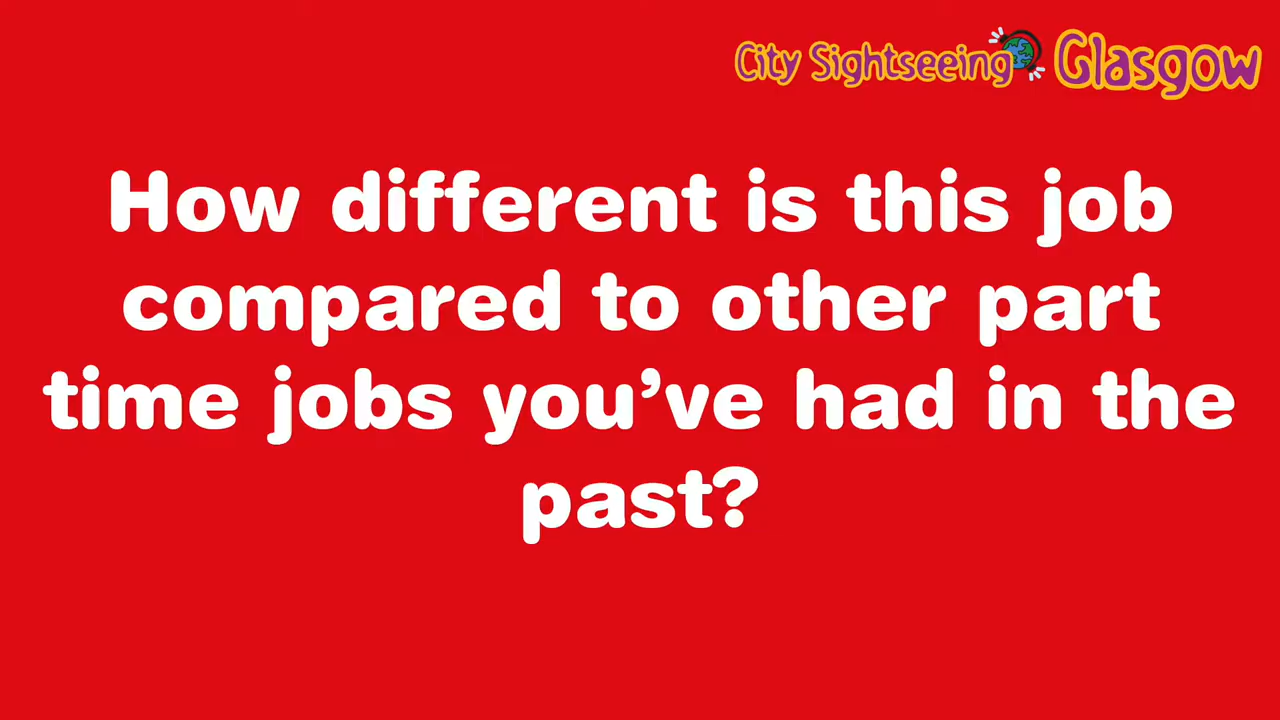 City Sightseeing Glasgow
How different is this job
compared to other part
time jobs you’ve had in the
past?